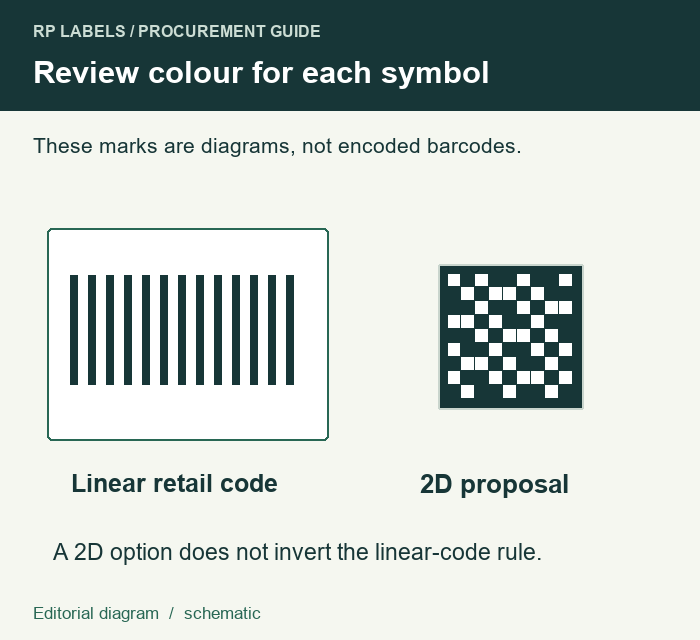 RP LABELS / PROCUREMENT GUIDE
Review colour for each symbol
These marks are diagrams, not encoded barcodes.
Linear retail code
2D proposal
A 2D option does not invert the linear-code rule.
Editorial diagram / schematic